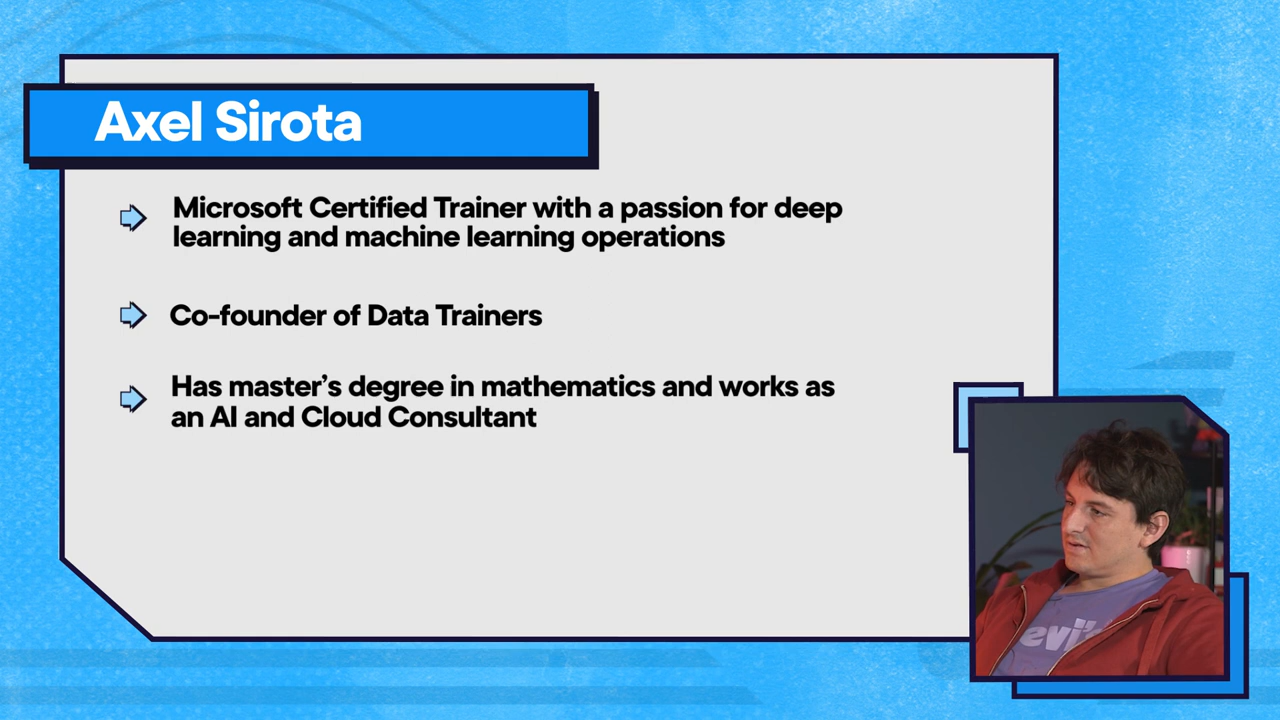 Axel Sirota
Microsoft Certified Trainer with a passion for deep
learning and machine learning operations
Co-founder of Data Trainers
Has master's degree in mathematics and works as
an AI and Cloud Consultant
evi's